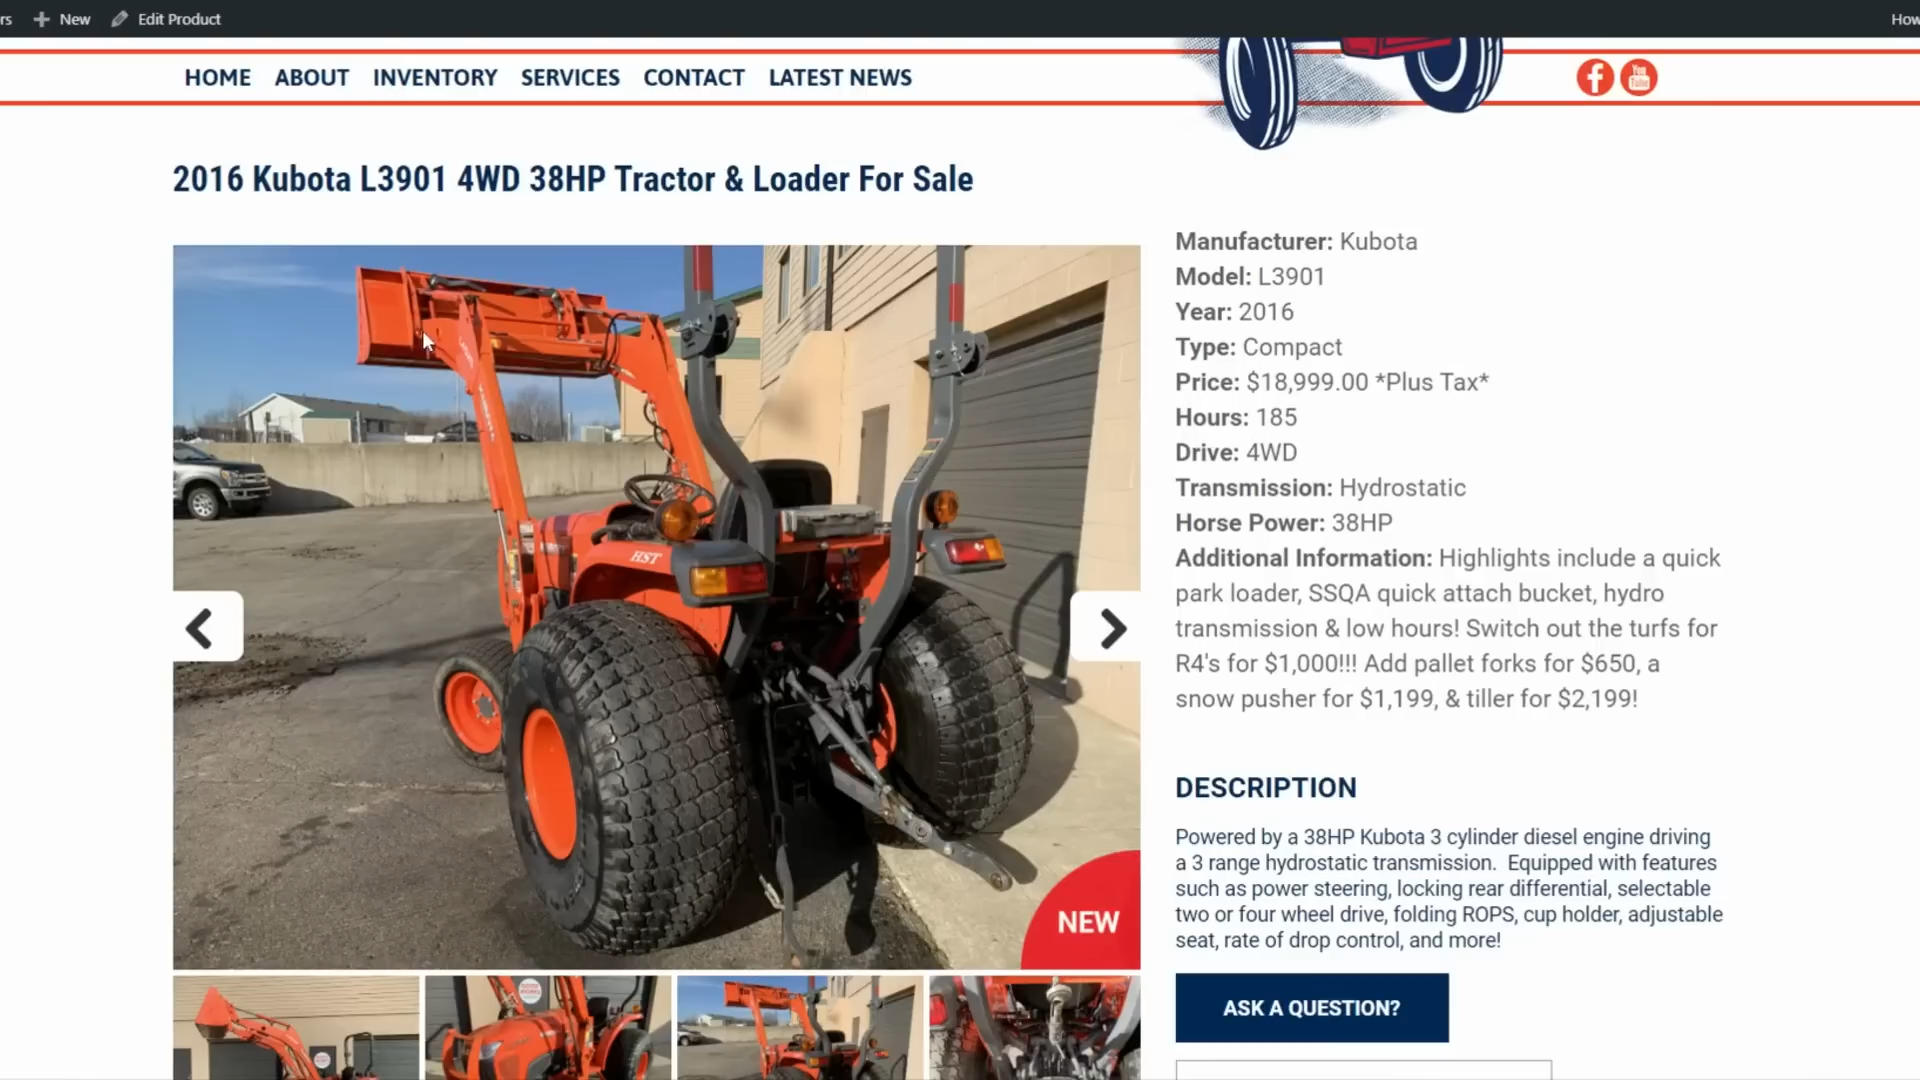 rs
New
Edit Product
How
HOME
ABOUT
INVENTORY
SERVICES
CONTACT
LATEST NEWS
You
Tube
2016 Kubota L3901 4WD 38HP Tractor & Loader For Sale
Manufacturer: Kubota
Model: L3901
Year: 2016
Type: Compact
Price: $18,999.00 *Plus Tax*
Hours: 185
Drive: 4WD
Transmission: Hydrostatic
Horse Power: 38HP
Additional Information: Highlights include a quick
park loader, SSQA quick attach bucket, hydro
transmission & low hours! Switch out the turfs for
R4's for $1,000!!! Add pallet forks for $650, a
snow pusher for $1,199, & tiller for $2,199!
HST
NEW
DESCRIPTION
Powered by a 38HP Kubota 3 cylinder diesel engine driving
a 3 range hydrostatic transmission.  Equipped with features
such as power steering, locking rear differential, selectable
two or four wheel drive, folding ROPS, cup holder, adjustable
seat, rate of drop control, and more!
ASK A QUESTION?